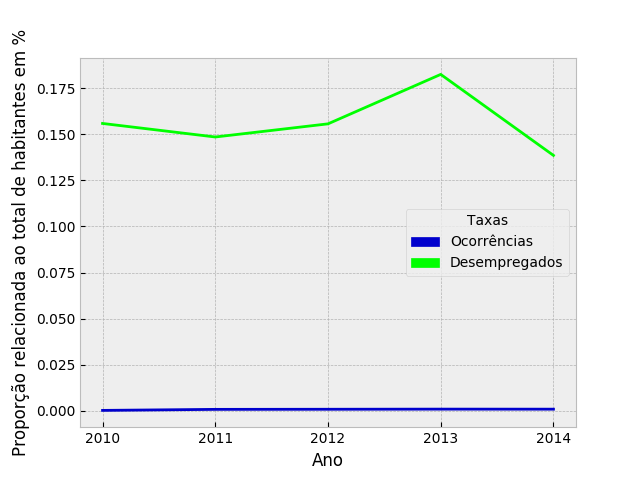 Proporção relacionada ao total de habitantes em %
0.175
0.150
0.125
0.100
0.075
0.050
0.025
0.000
Taxas
Ocorrências
Desempregados
2010 2011 2012 2013 2014
Ano